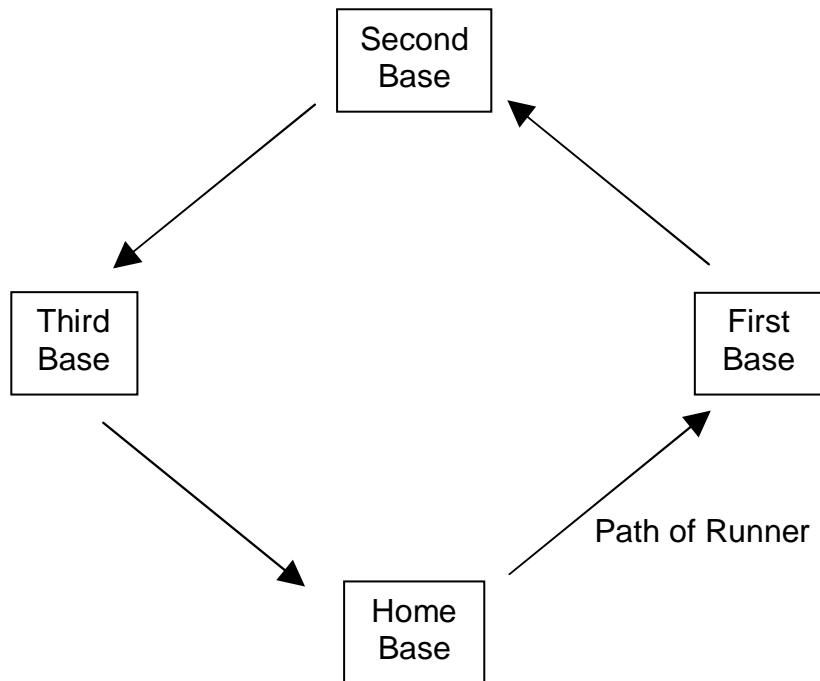 Second
Base
Third
Base
First
Base
Path of Runner
Home
Base